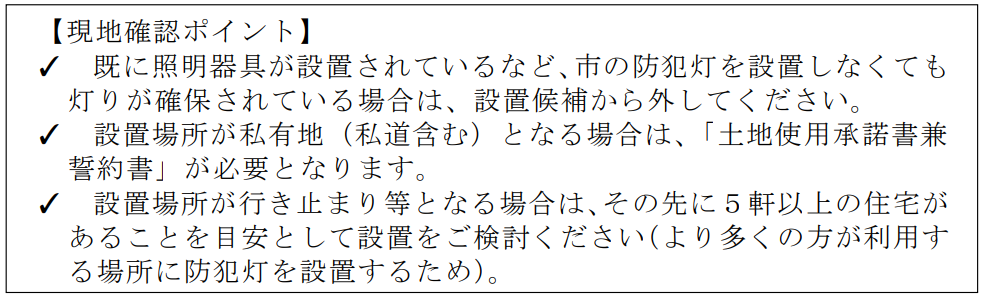 【現地確認ポイント】
✓　既に照明器具が設置されているなど、市の防犯灯を設置しなくても
灯りが確保されている場合は、設置候補から外してください。
✓　設置場所が私有地（私道含む）となる場合は、「土地使用承諾書兼
誓約書」が必要となります。
✓　設置場所が行き止まり等となる場合は、その先に５軒以上の住宅が
あることを目安として設置をご検討ください(より多くの方が利用す
る場所に防犯灯を設置するため)。